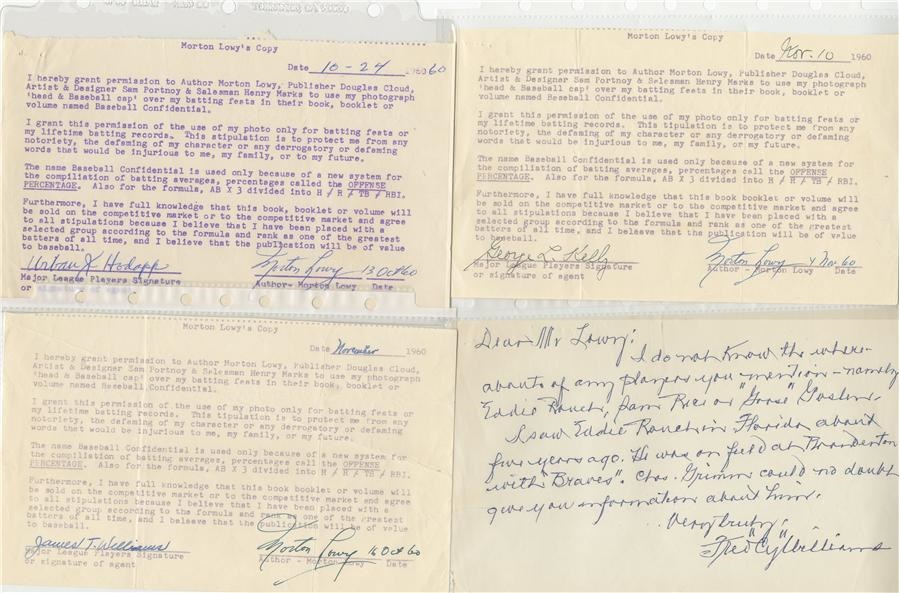 Morton Lowy's Copy
Date 10-24 1960 60
I hereby grant permission to Author Morton Lowy, Publisher Douglas Cloud,
Artist & Designer Sam Portnoy & Salesman Henry Marks to use my photograph
'head & Baseball cap' over my batting fests in their book, booklet or
volume named Baseball Confidential.
I grant this permission of the use of my photo only for batting fests or
my lifetime batting records. This stipulation is to protect me from any
notoriety, the defaming of my character or any derrogatory or defaming
words that would be injurious to me, my family, or to my future.
The name Baseball Confidential is used only because of a new system for
the compiliation of batting averages, percentages called the OFFENSE
PERCENTAGE. Also for the formula, AB X 3 divided into H / R / TB / RBI.
Furthermore, I have full knowledge that this book, booklet or volume will
be sold on the competitive market or to the competitive market and agree
to all stipulations because I believe that I have been placed with a
selected group according to the formula and rank as one of the greatest
batters of all time, and I believe that the publication will be of value
to baseball.
Urban J Hodapp Morton Lowy 13 Oct 60
Major League Players Signature Author- Morton Lowy Date
or
Morton Lowy's Copy
Date Nov. 10 1960
I hereby grant permission to Author Morton Lowy, Publisher Douglas Cloud,
Artist & Designer Sam Portnoy & Salesman Henry Marks to use my photograph
'head & Baseball cap' over my batting fests in their book, booklet or
volume named Baseball Confidential.
I grant this permission of the use of my photo only for batting fests or
my lifetime batting records. This tipulation is to protect me from any
notoriety, the defaming of my character or any derrogatory or defaming
words that would be injurious to me, my family, or to my future.
The name Baseball Confidential is used only because of a new system for
the compiliation of batting averages, percentages called the OFFENSE
PERCENTAGE. Also for the formula, AB X 3 divided into H / R / TB / RBI.
Furthermore, I have full knowledge that this book booklet or volume will
be sold on the competitive market or to the competitive market and agree
to all stipulations because I believe that I have been placed with a
selected group according to the formula and rank as one of the greatest
batters of all time, and I believe that the publication will be of value
to baseball.
George L. Kelly Morton Lowy 4 Nov 60
Major League Players Signature Author - Morton Lowy Date
or signature of agent
Morton Lowy's Copy
Date November 1960
I hereby grant permission to Author Morton Lowy, Publisher Douglas Cloud,
Artist & Designer Sam Portnoy & Salesman Henry Marks to use my photograph
'head & Baseball cap' over my batting fests in their book, booklet or
volume named Baseball Confidential.
I grant this permission of the use of my photo only for batting fests or
my lifetime batting records. This tipulation is to protect me from any
notoriety, the defaming of my character or any derrogatory or defaming
words that would be injurious to me, my family, or my future.
The name Baseball Confidential is used only because of a new system for
the compiliation of batting averages, percentages called the OFFENSE
PERCENTAGE. Also for the formula, AB X 3 divided into H / R / TB / RBI.
Furthermore, I have full knowledge that this book, booklet or volume will
be sold on the competitive market or to the competitive market and agree
to all stipulations because I believe that I have been placed with a
selected group according to the formula and rank as one of the greatest
batters of all time, and I believe that the publication will be of value
to baseball.
James T. Williams Morton Lowy 16 Oct 60
Major League Players Signature Author - Morton Lowy Date
or signature of agent
Dear Mr Lowry:
I do not know the where-
abouts of any players you mention - namely
Eddie Rouch, Sam Rice or "Goose" Goslin.
I saw Eddie Rouch in Florida about
five years ago. He was on field at Branderton
with Braves". Chas. Grimm could no doubt
give you information about him.
Very truly,
Fred "Cy" Williams